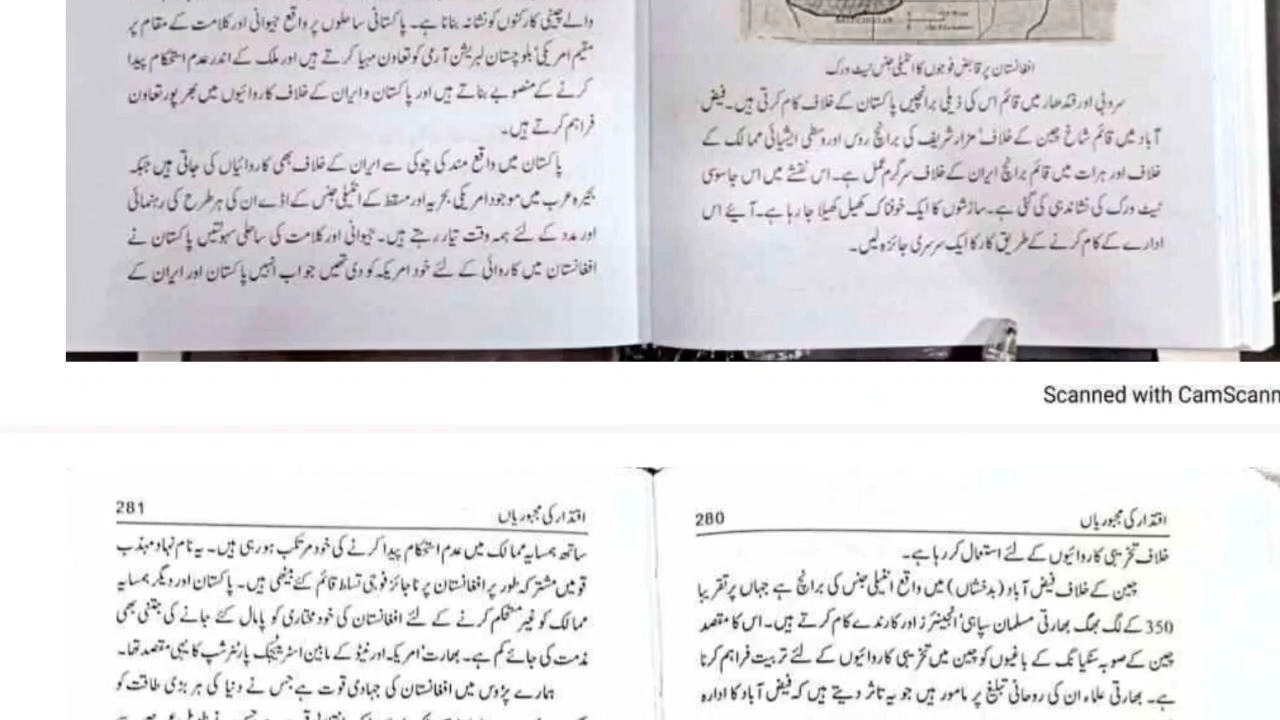 افغانستان پر قابض فوجوں کا انٹیلی جنس نیٹ ورک
سروبی اور قندھار میں قائم اس کی ذیلی برانچیں پاکستان کے خلاف کام کرتی ہیں۔ فیض
آباد میں قائم شاخ چین کے خلاف' مزار شریف کی برانچ روس اور وسطی ایشیائی ممالک کے
خلاف اور ہرات میں قائم برانچ ایران کے خلاف سرگرم عمل ہے۔ اس نقشے میں اس جاسوسی
نیٹ ورک کی نشاندہی کی گئی ہے۔ سازشوں کا ایک خوفناک کھیل کھیلا جا رہا ہے۔ آیئے اس
ادارے کے کام کرنے کے طریق کار کا ایک سرسری جائزہ لیں۔
والے چینی کارکنوں کو نشانہ بنانا ہے۔ پاکستانی ساحلوں پر واقع جیوانی اور کلامت کے مقام پر
مقیم امریکی' بلوچستان لبریشن آرمی کو تعاون مہیا کرتے ہیں اور ملک کے اندر عدم استحکام پیدا
کرنے کے منصوبے بناتے ہیں اور پاکستان و ایران کے خلاف کاروائیوں میں بھر پور تعاون
فراہم کرتے ہیں۔
پاکستان میں واقع مند کی چوکی سے ایران کے خلاف بھی کاروائیاں کی جاتی ہیں جبکہ
بحیرہ عرب میں موجود امریکی بحریہ اور مسقط کے انٹیلی جنس کے اڈے ان کی ہر طرح کی رہنمائی
اور مدد کے لئے ہمہ وقت تیار رہتے ہیں۔ جیوانی اور کلامت کی ساحلی سہولتیں پاکستان نے
افغانستان میں کاروائی کے لئے خود امریکہ کو دی تھیں جو اب انہیں پاکستان اور ایران کے
Scanned with CamScann
اقتدار کی مجبوریاں 280
خلاف تخریبی کاروائیوں کے لئے استعمال کر رہا ہے۔
چین کے خلاف فیض آباد (بدخشاں) میں واقع انٹیلی جنس کی برانچ ہے جہاں پر تقریبا
350 کے لگ بھگ بھارتی مسلمان سپاہی' انجینئرز اور کارندے کام کرتے ہیں۔ اس کا مقصد
چین کے صوبہ سنکیانگ کے باغیوں کو چین میں تخریبی کاروائیوں کے لئے تربیت فراہم کرنا
ہے۔ بھارتی علماء ان کی روحانی تبلیغ پر مامور ہیں جو یہ تاثر دیتے ہیں کہ فیض آباد کا ادارہ
اقتدار کی مجبوریاں 281
ساتھ ہمسایہ ممالک میں عدم استحکام پیدا کرنے کی خود مرتکب ہو رہی ہیں۔ یہ نام نہاد مہذب
قومیں مشترکہ طور پر افغانستان پر ناجائز فوجی تسلط قائم کئے بیٹھی ہیں۔ پاکستان اور دیگر ہمسایہ
ممالک کو غیر مستحکم کرنے کے لئے افغانستان کی خود مختاری کو پامال کئے جانے کی جتنی بھی
مذمت کی جائے کم ہے۔ بھارت' امریکہ اور نیٹو کے مابین اسٹریٹیجک پارٹنرشپ کا یہی مقصد تھا۔
ہمارے پڑوس میں افغانستان کی جہادی قوت ہے جس نے دنیا کی ہر بڑی طاقت کو